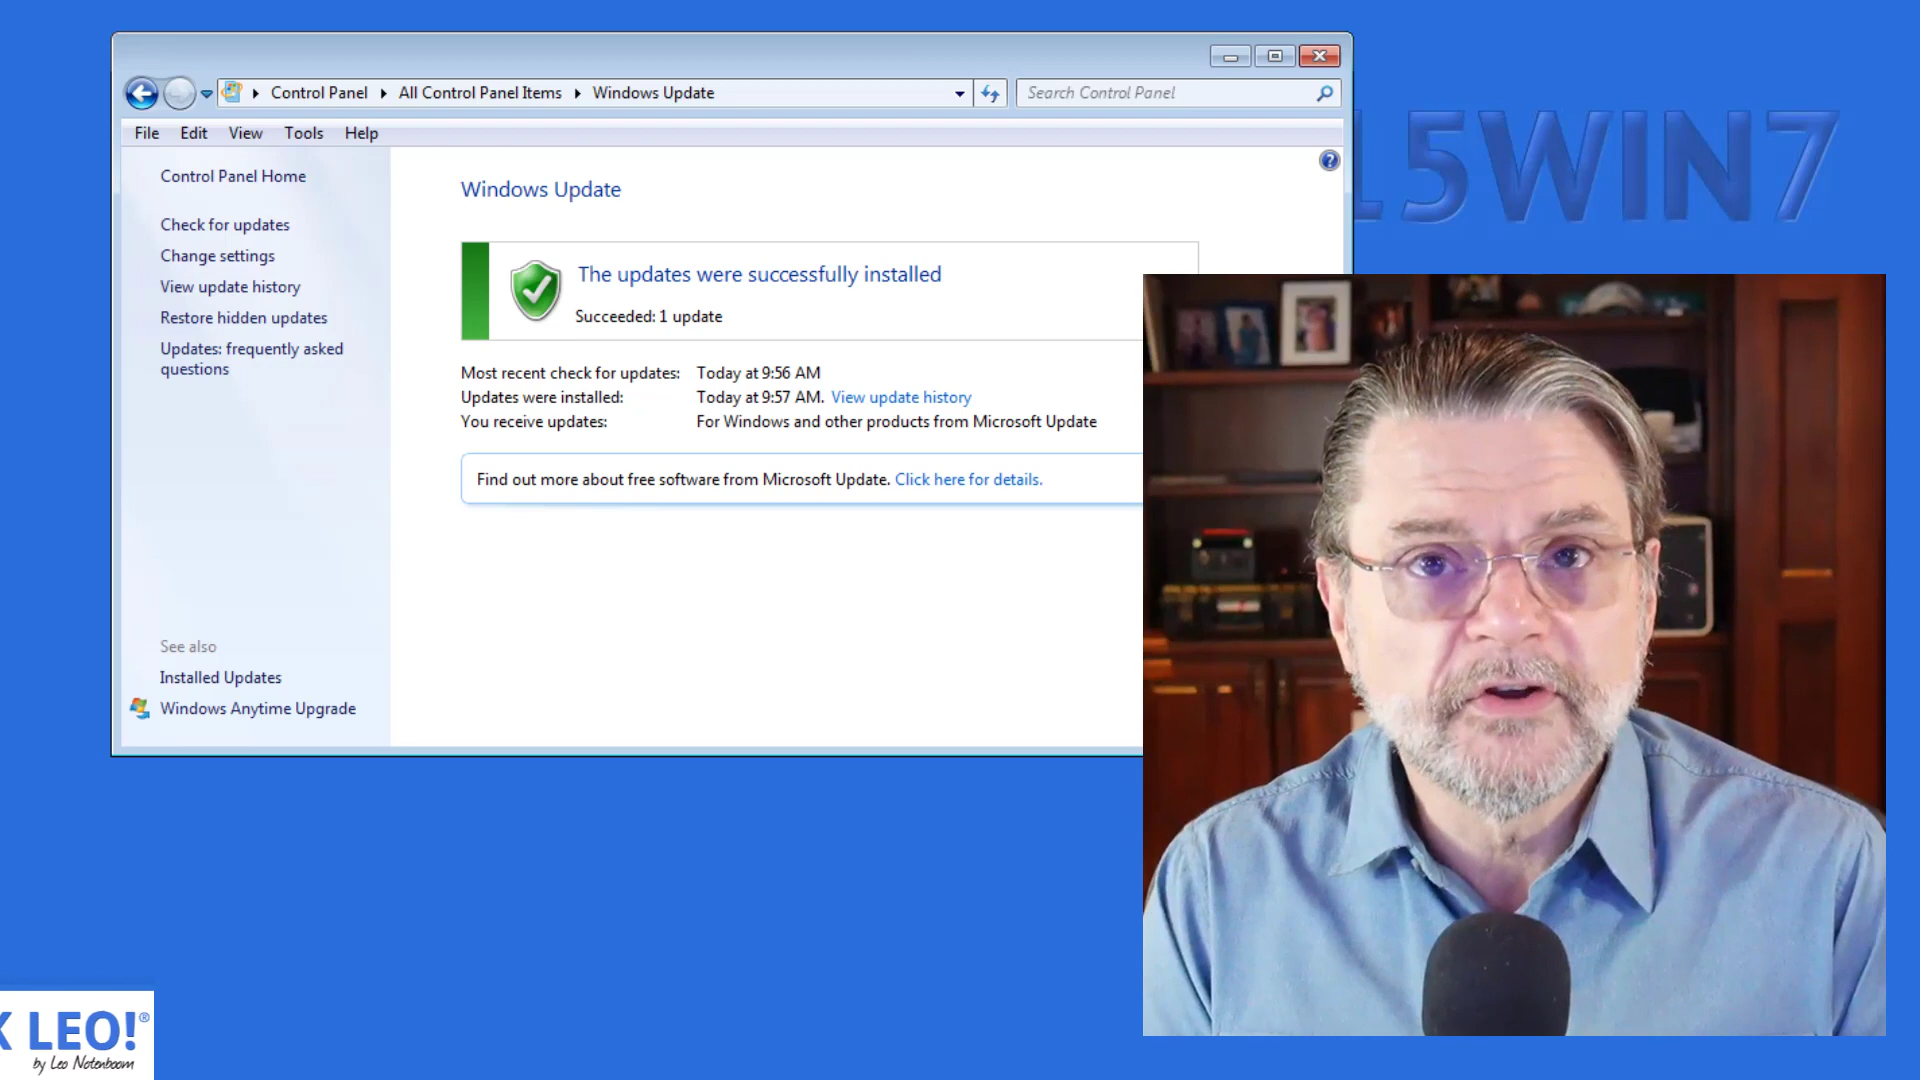 Control Panel
All Control Panel Items
Windows Update
Search Control Panel
File Edit View Tools Help
L5WIN7
Control Panel Home
Check for updates
Change settings
View update history
Restore hidden updates
Updates: frequently asked
questions
See also
Installed Updates
Windows Anytime Upgrade
Windows Update
The updates were successfully installed
Succeeded: 1 update
Most recent check for updates: Today at 9:56 AM
Updates were installed: Today at 9:57 AM. View update history
You receive updates: For Windows and other products from Microsoft Update
Find out more about free software from Microsoft Update. Click here for details.
K LEO!®
by Leo Notenboom